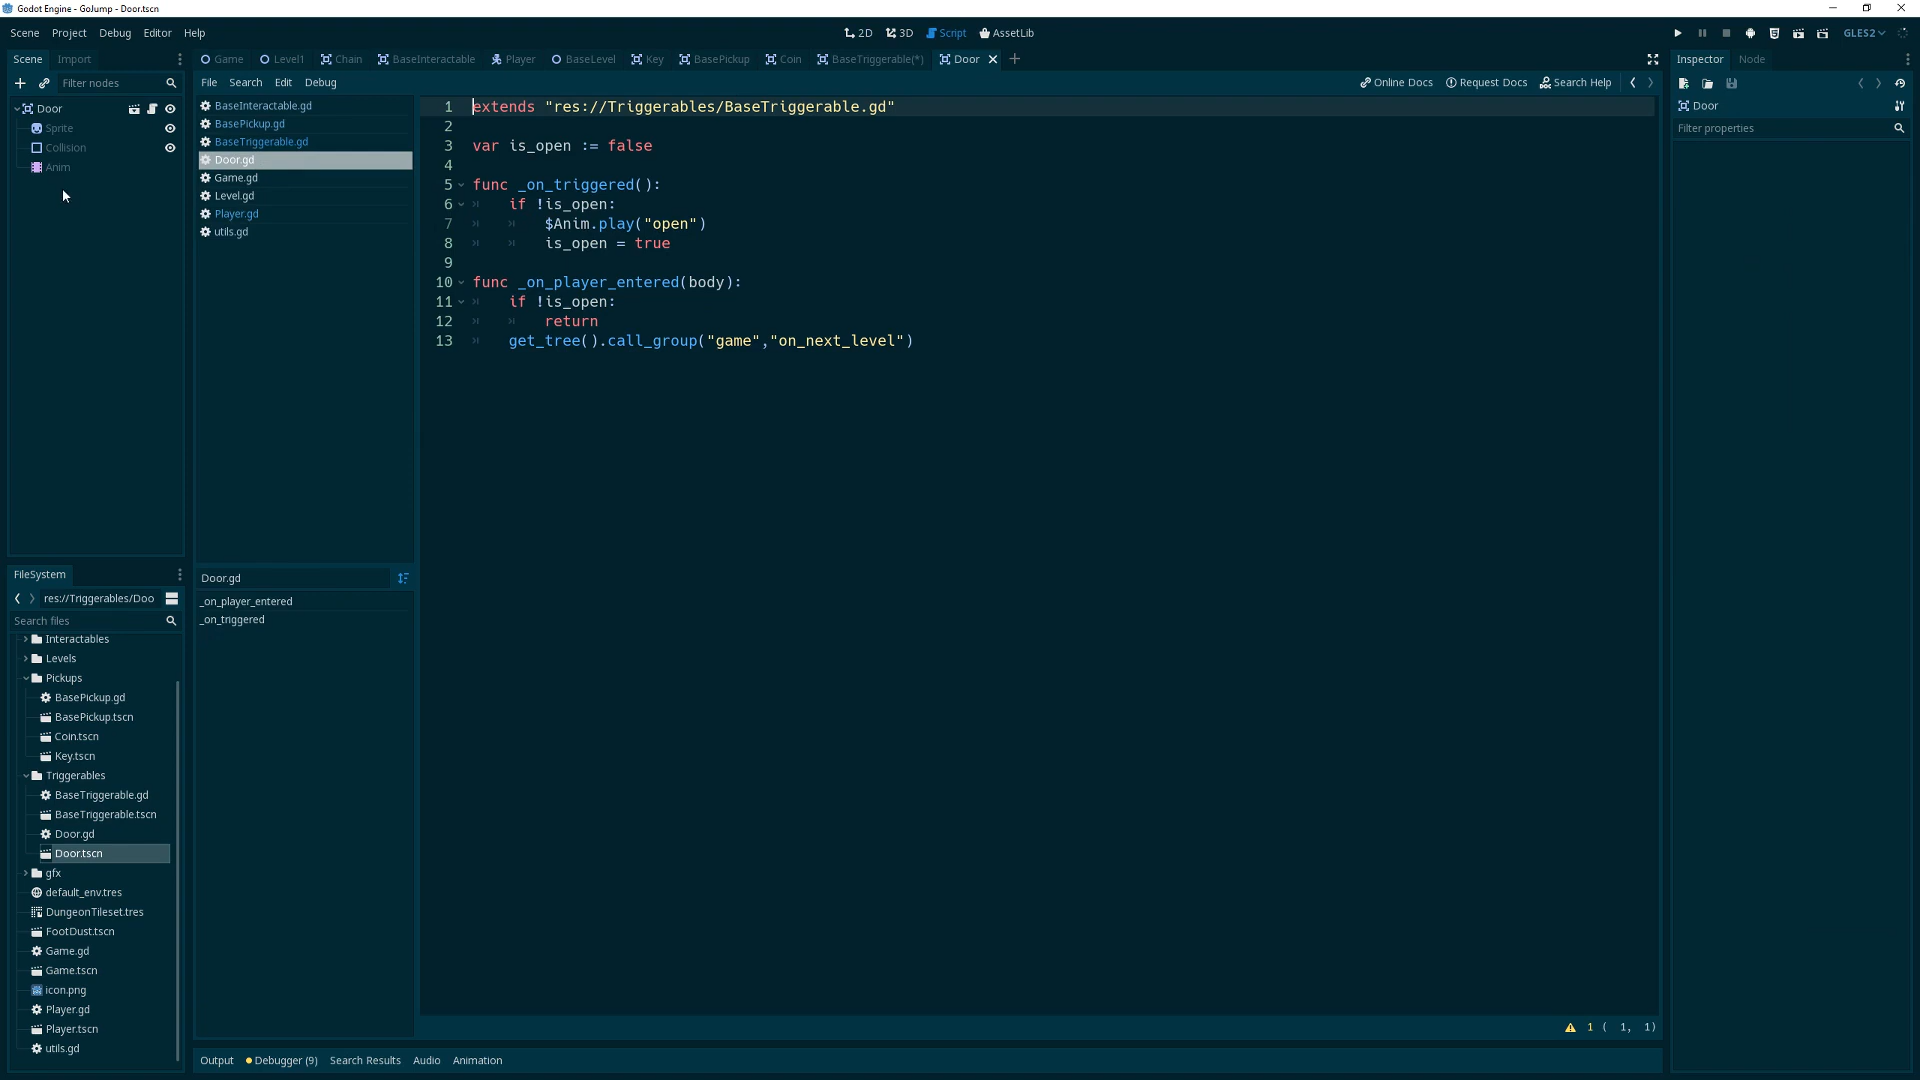 Godot Engine - GoJump - Door.tscn
Scene Project Debug Editor Help
2D 3D Script AssetLib
GLES2
Scene Import
Game Level1 Chain BaseInteractable Player BaseLevel Key BasePickup Coin BaseTriggerable(*) Door
Inspector Node
Filter nodes
File Search Edit Debug
Online Docs Request Docs Search Help
Door
Sprite
Collision
Anim
BaseInteractable.gd
BasePickup.gd
BaseTriggerable.gd
Door.gd
Game.gd
Level.gd
Player.gd
utils.gd
1 extends "res://Triggerables/BaseTriggerable.gd"
2
3 var is_open := false
4
5 func _on_triggered():
6 if !is_open:
7 $Anim.play("open")
8 is_open = true
9
10 func _on_player_entered(body):
11 if !is_open:
12 return
13 get_tree().call_group("game","on_next_level")
Door
Filter properties
FileSystem
res://Triggerables/Doo
Search files
Interactables
Levels
Pickups
BasePickup.gd
BasePickup.tscn
Coin.tscn
Key.tscn
Triggerables
BaseTriggerable.gd
BaseTriggerable.tscn
Door.gd
Door.tscn
gfx
default_env.tres
DungeonTileset.tres
FootDust.tscn
Game.gd
Game.tscn
icon.png
Player.gd
Player.tscn
utils.gd
Door.gd
_on_player_entered
_on_triggered
1 ( 1, 1)
Output Debugger (9) Search Results Audio Animation